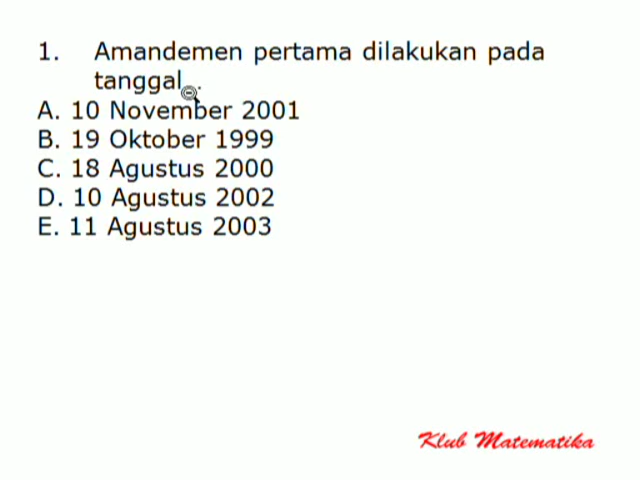 1. Amandemen pertama dilakukan pada
tanggal ..
A. 10 November 2001
B. 19 Oktober 1999
C. 18 Agustus 2000
D. 10 Agustus 2002
E. 11 Agustus 2003
Klub Matematika